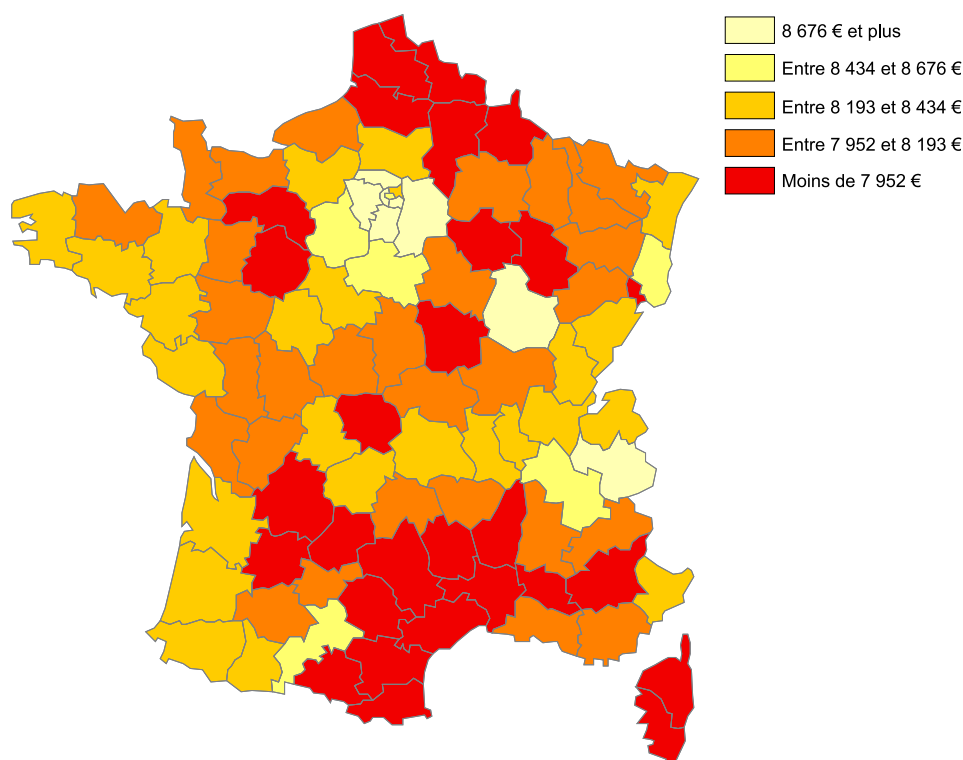 8 676 € et plus
Entre 8 434 et 8 676 €
Entre 8 193 et 8 434 €
Entre 7 952 et 8 193 €
Moins de 7 952 €